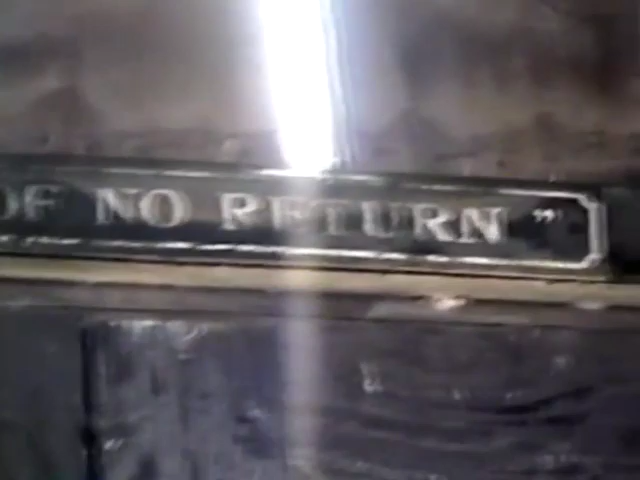 OF NO RETURN ”